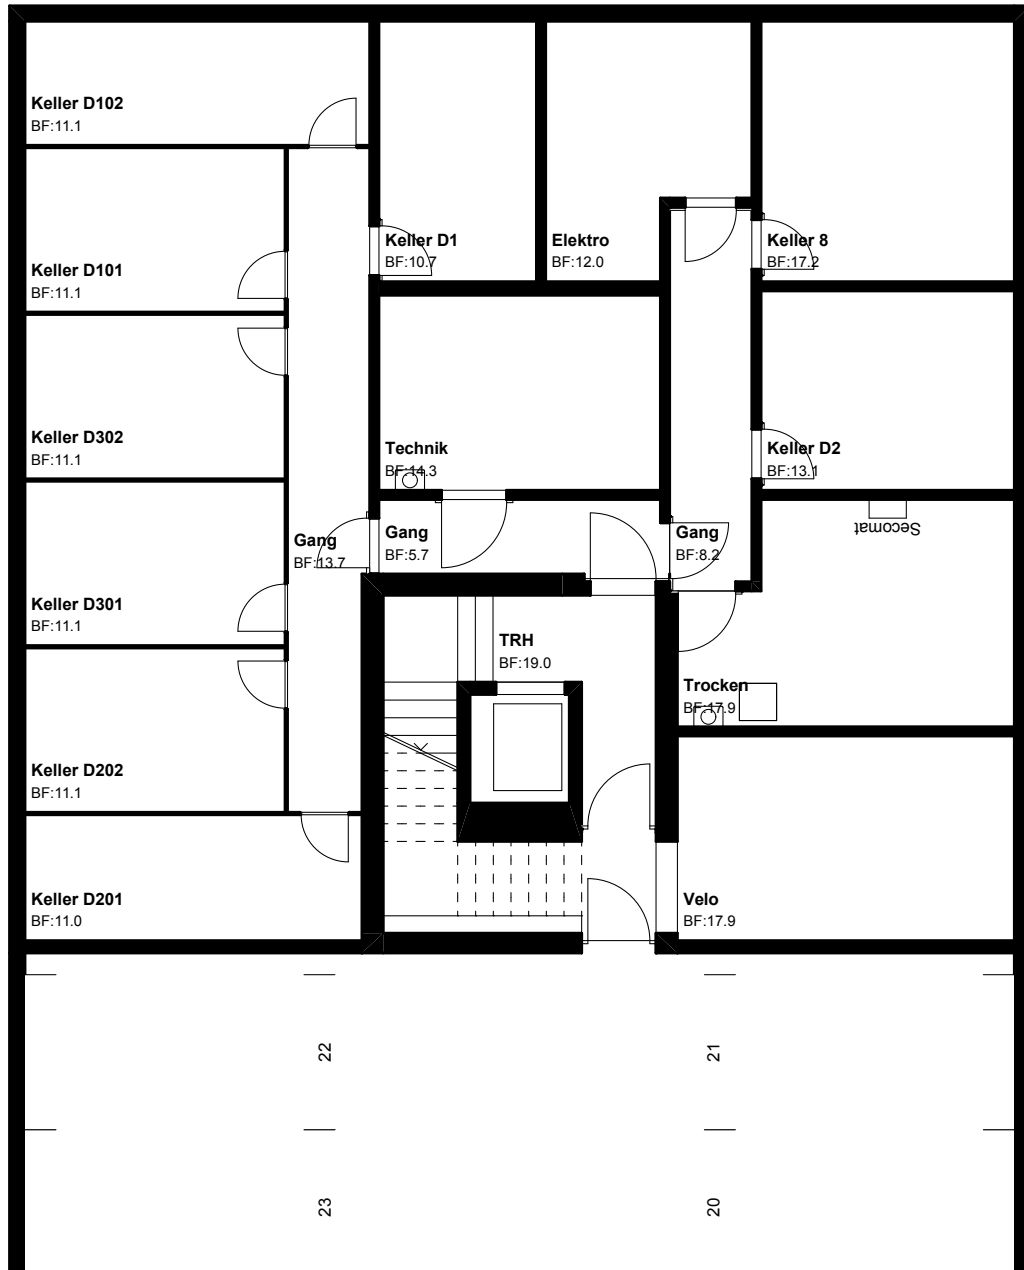 Keller D102
BF:11.1
Keller D101
BF:11.1
Keller D302
BF:11.1
Keller D301
BF:11.1
Keller D202
BF:11.1
Keller D201
BF:11.0
Gang
BF:13.7
Keller D1
BF:10.7
Elektro
BF:12.0
Keller 8
BF:17.2
Technik
BF:14.3
Keller D2
BF:13.1
Gang
BF:5.7
Gang
BF:8.2
Secomat
TRH
BF:19.0
Trocken
BF:17.9
Velo
BF:17.9
22
21
23
20